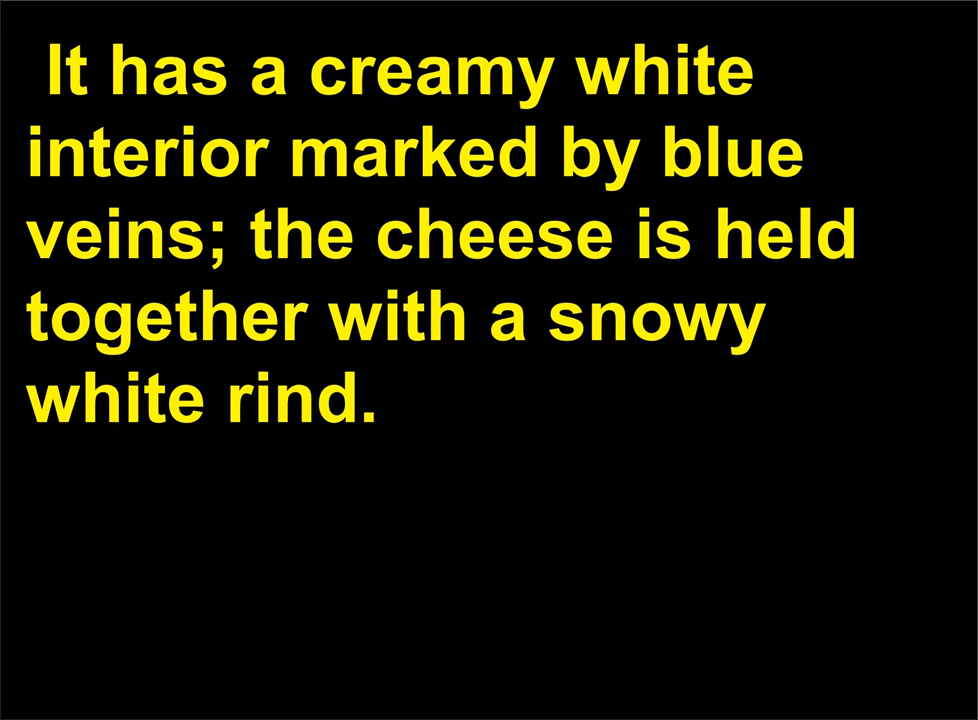 It has a creamy white
interior marked by blue
veins; the cheese is held
together with a snowy
white rind.